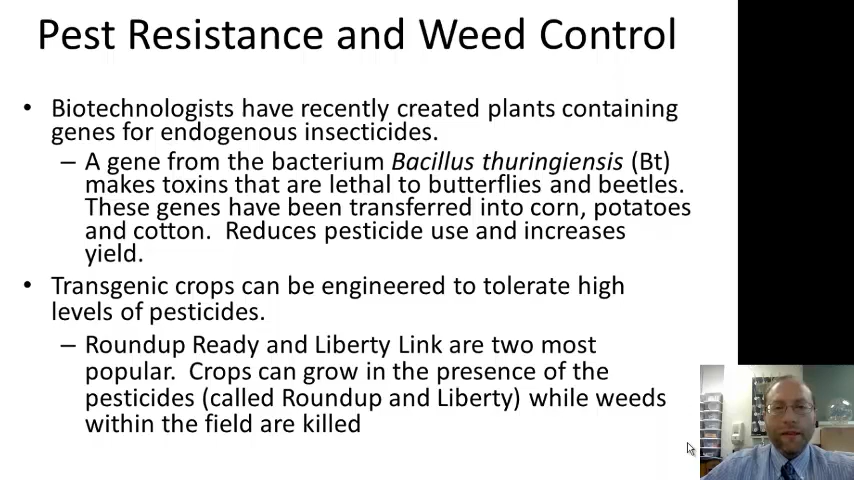 Pest Resistance and Weed Control
• Biotechnologists have recently created plants containing
genes for endogenous insecticides.
– A gene from the bacterium Bacillus thuringiensis (Bt)
makes toxins that are lethal to butterflies and beetles.
These genes have been transferred into corn, potatoes
and cotton. Reduces pesticide use and increases
yield.
• Transgenic crops can be engineered to tolerate high
levels of pesticides.
– Roundup Ready and Liberty Link are two most
popular. Crops can grow in the presence of the
pesticides (called Roundup and Liberty) while weeds
within the field are killed